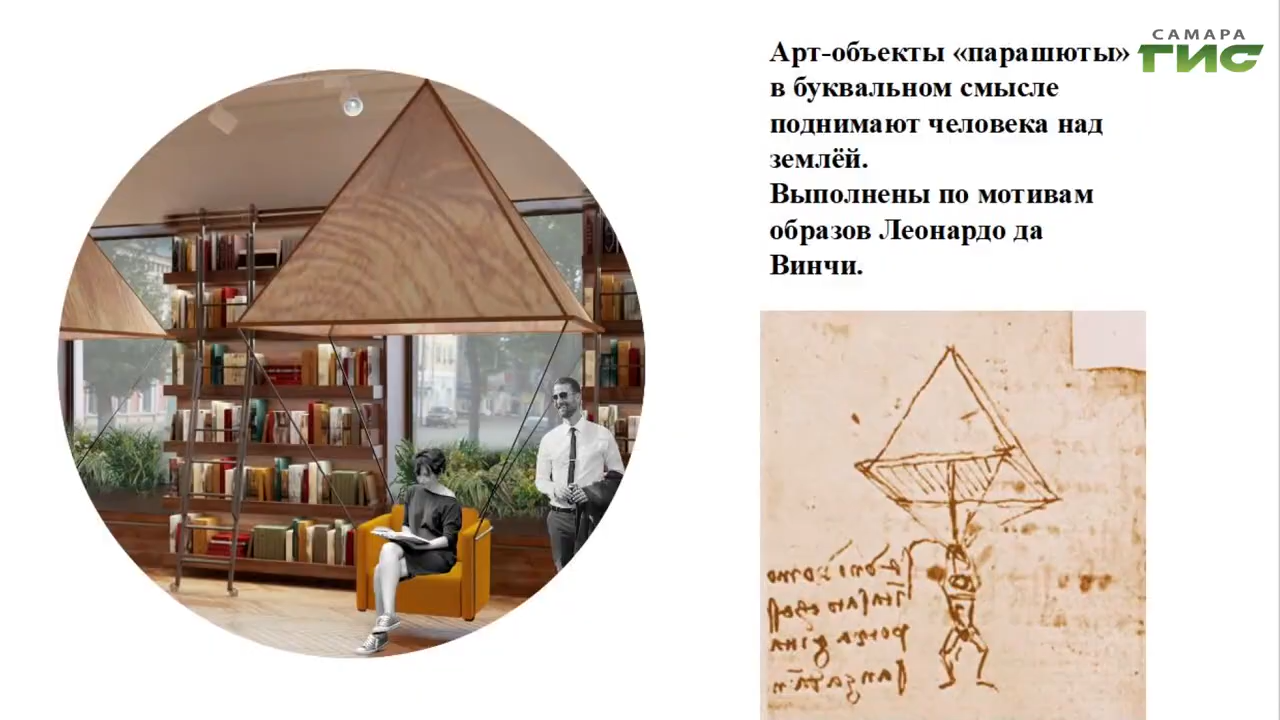 САМАРА
ГИС
Арт-объекты «парашюты»
в буквальном смысле
поднимают человека над
землёй.
Выполнены по мотивам
образов Леонардо да
Винчи.